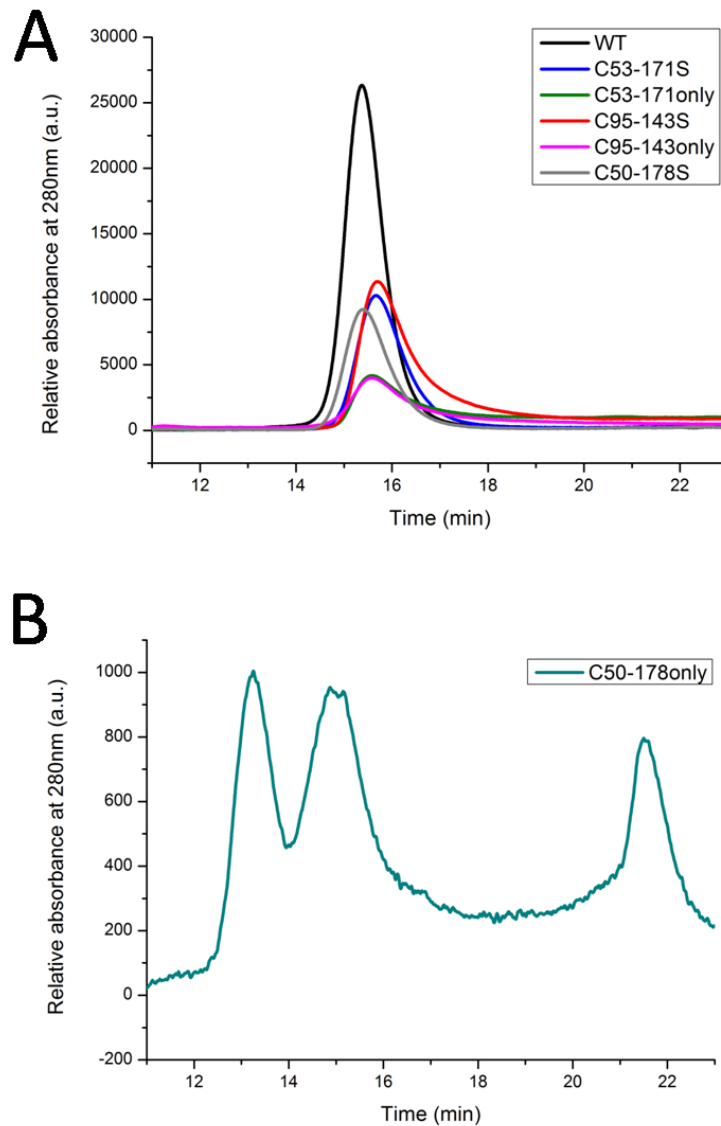 A
30000
25000
20000
15000
10000
5000
0
Relative absorbance at 280nm (a.u.)
WT
C53-171S
C53-171only
C95-143S
C95-143only
C50-178S
12 14 16 18 20 22
Time (min)
B
1000
800
600
400
200
0
-200
Relative absorbance at 280nm (a.u.)
C50-178only
12 14 16 18 20 22
Time (min)